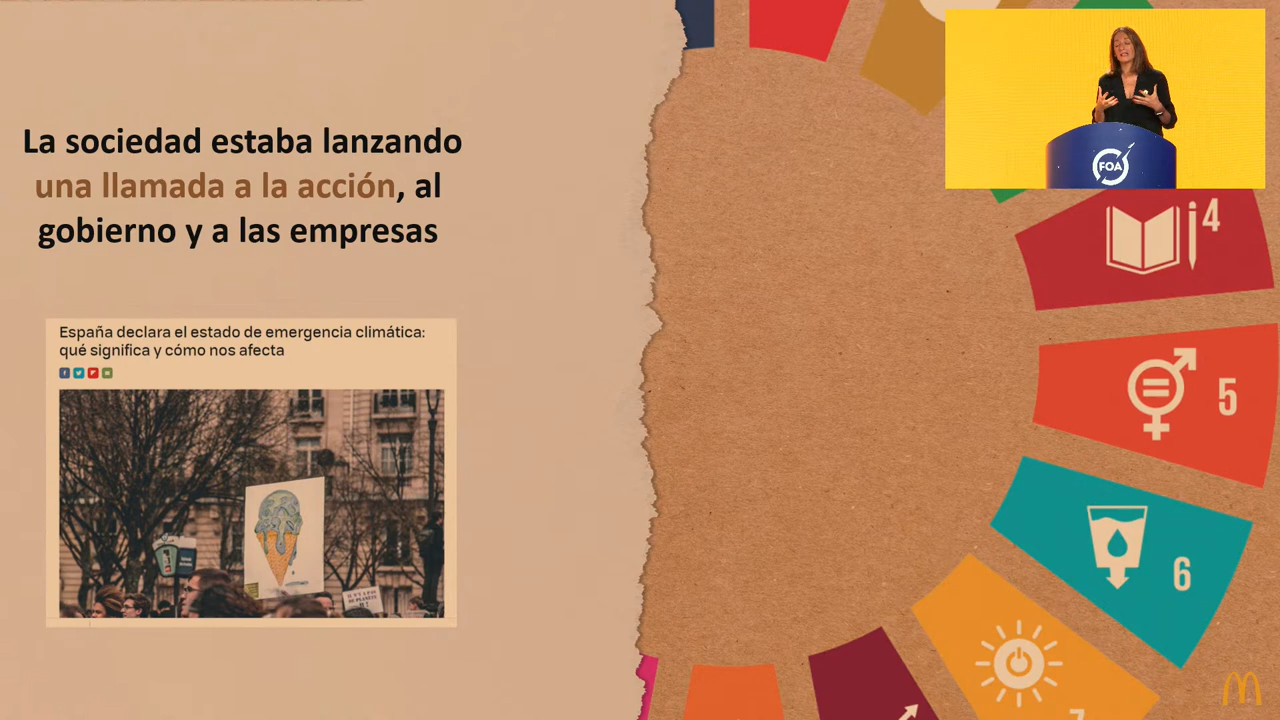 La sociedad estaba lanzando
una llamada a la acción, al
gobierno y a las empresas
España declara el estado de emergencia climática:
qué significa y cómo nos afecta
FOA
4
5
6
7